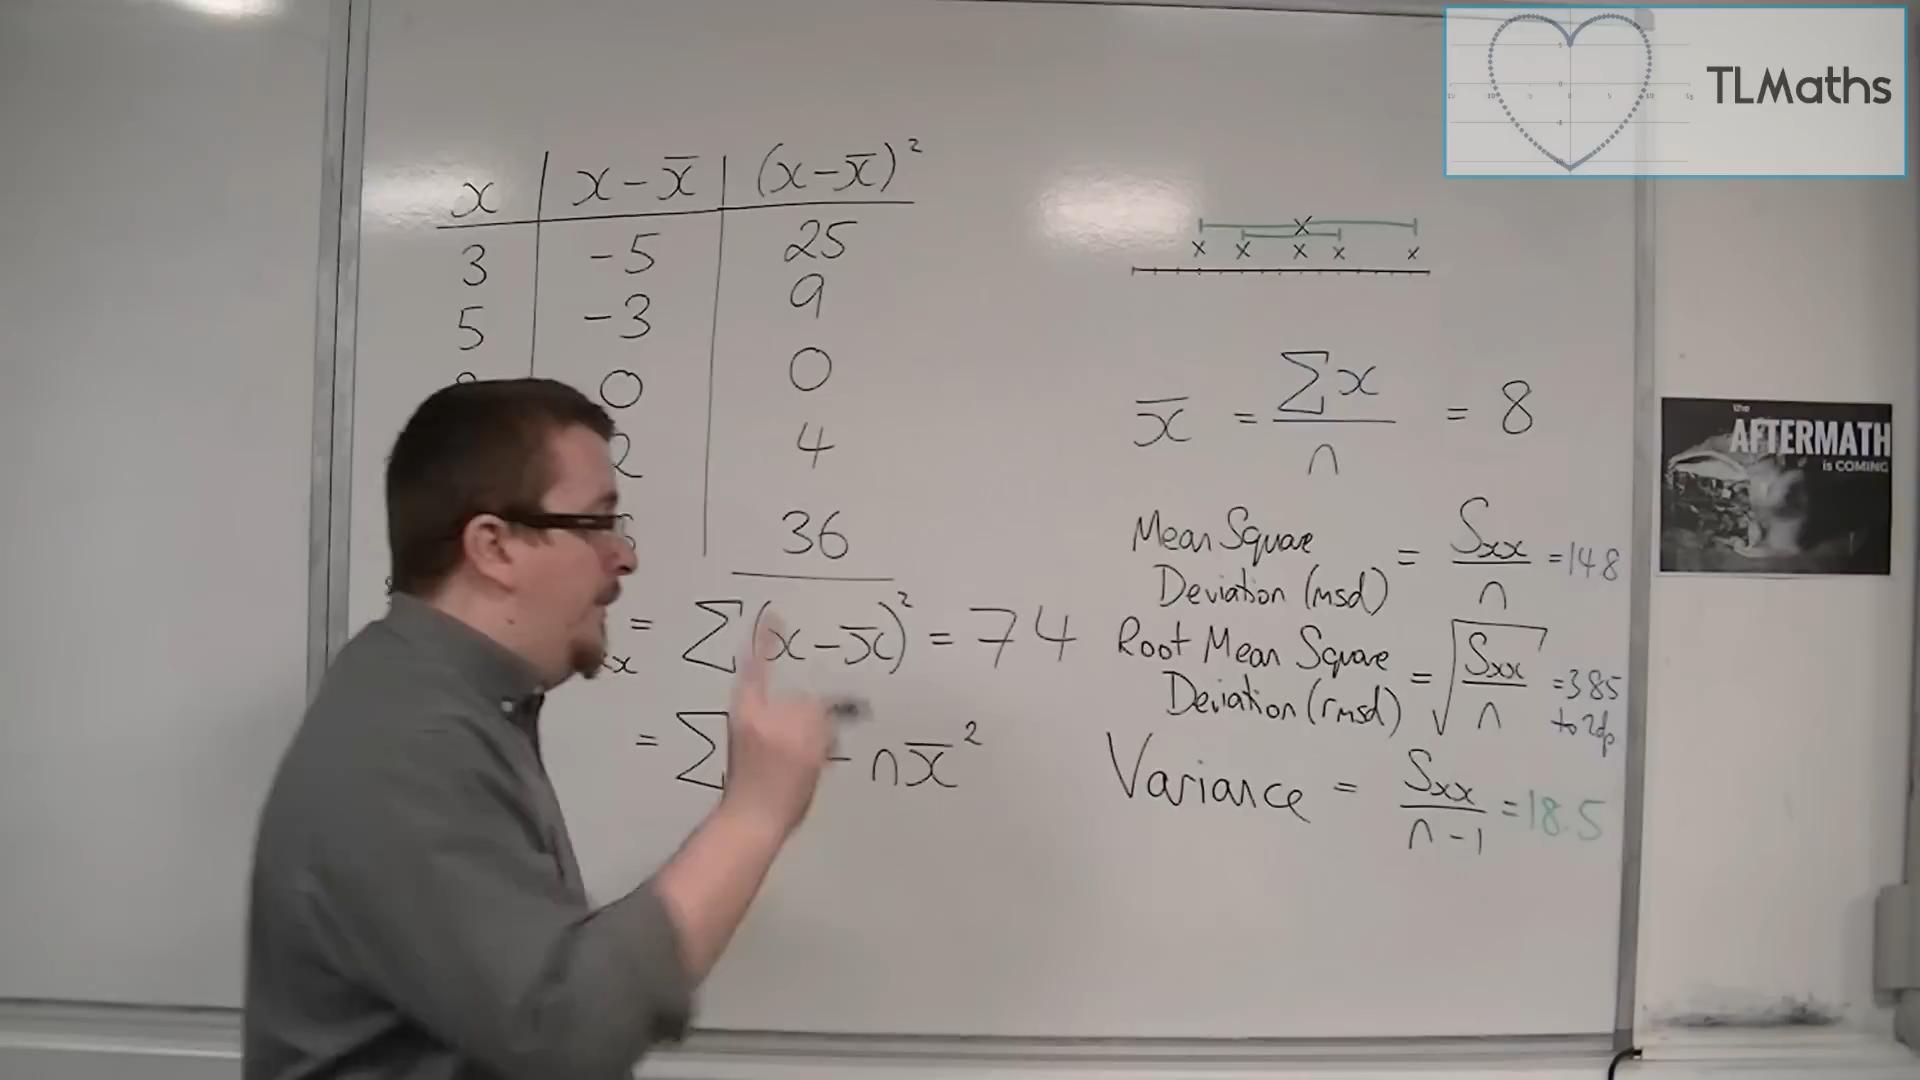 TLMaths
x | x - x̄ | (x - x̄)²
3 | -5 | 25
5 | -3 | 9
0 | 0
2 | 4
36
= Σ(x - x̄)² = 74
= Σ - nx̄²
x̄ = Σx / n = 8
Mean Square Deviation (msd) = Sxx / n = 14.8
Root Mean Square Deviation (rmsd) = √(Sxx / n) = 3.85 to 2dp
Variance = Sxx / n - 1 = 18.5
the
AFTERMATH
is COMING